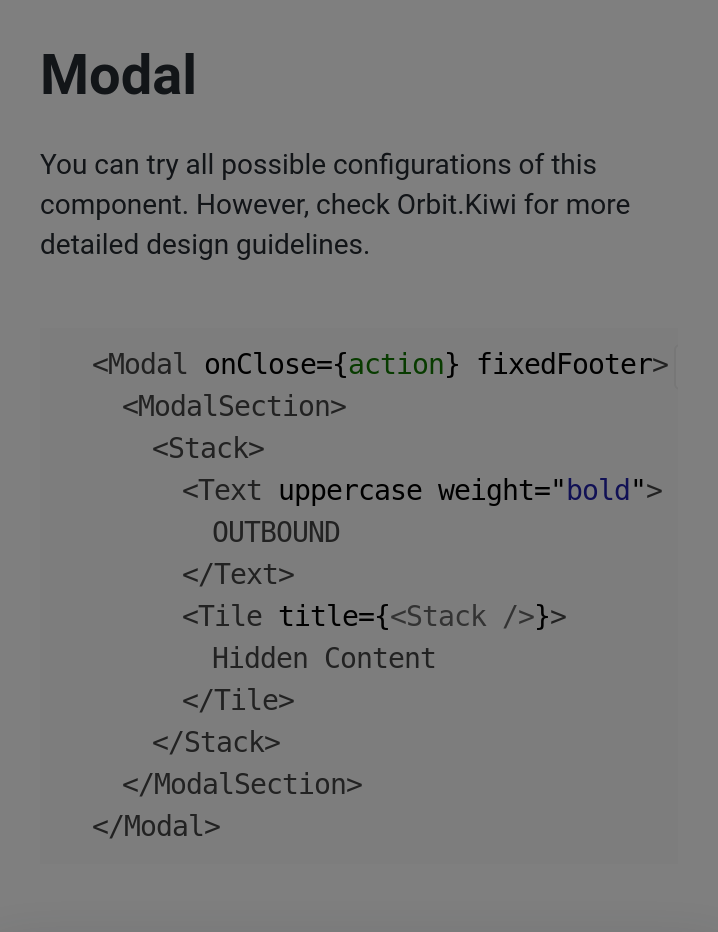 Modal
You can try all possible configurations of this
component. However, check Orbit.Kiwi for more
detailed design guidelines.
<Modal onClose={action} fixedFooter>
<ModalSection>
<Stack>
<Text uppercase weight="bold">
OUTBOUND
</Text>
<Tile title={<Stack />}>
Hidden Content
</Tile>
</Stack>
</ModalSection>
</Modal>